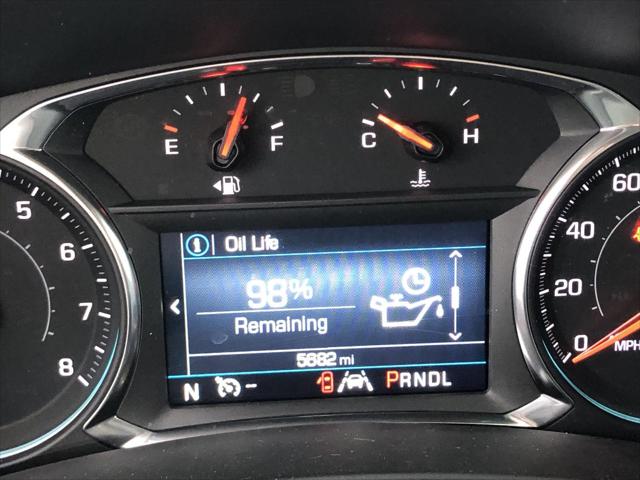 E F
C H
5
6
7
8
i Oil Life
98%
Remaining
5682 mi
N PRNDL
60
40
20
0
MPH